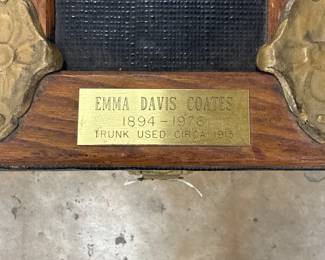 EMMA DAVIS COATES
1894-1976
TRUNK USED CIRCA 1915